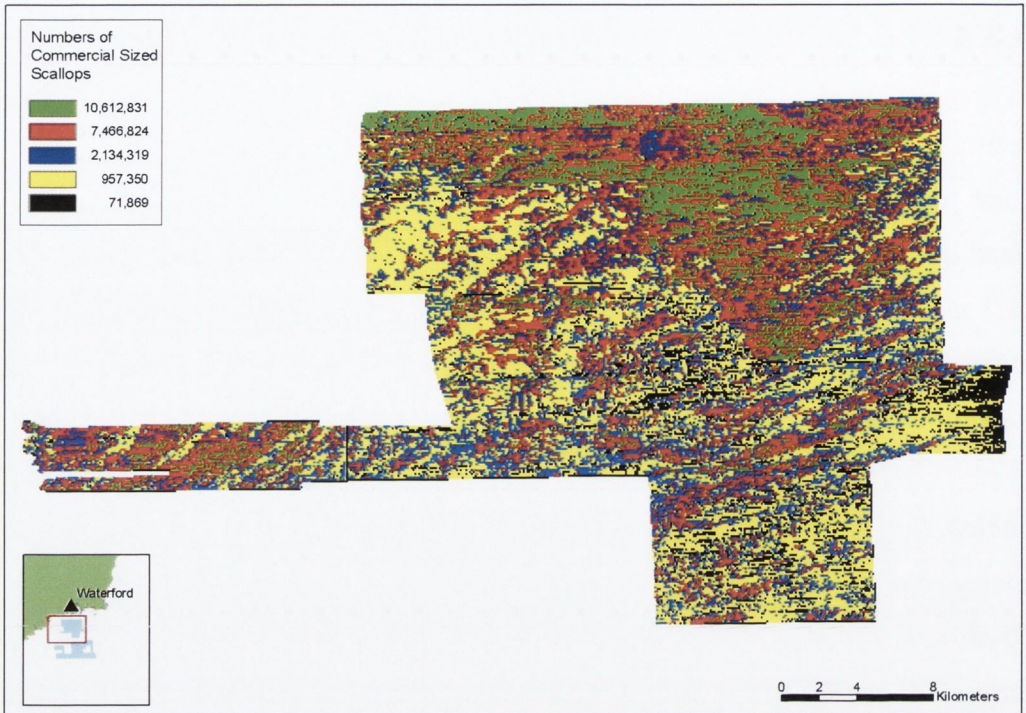 Numbers of
Commercial Sized
Scallops
10,612,831
7,466,824
2,134,319
957,350
71,869
Waterford
0 2 4 8
Kilometers